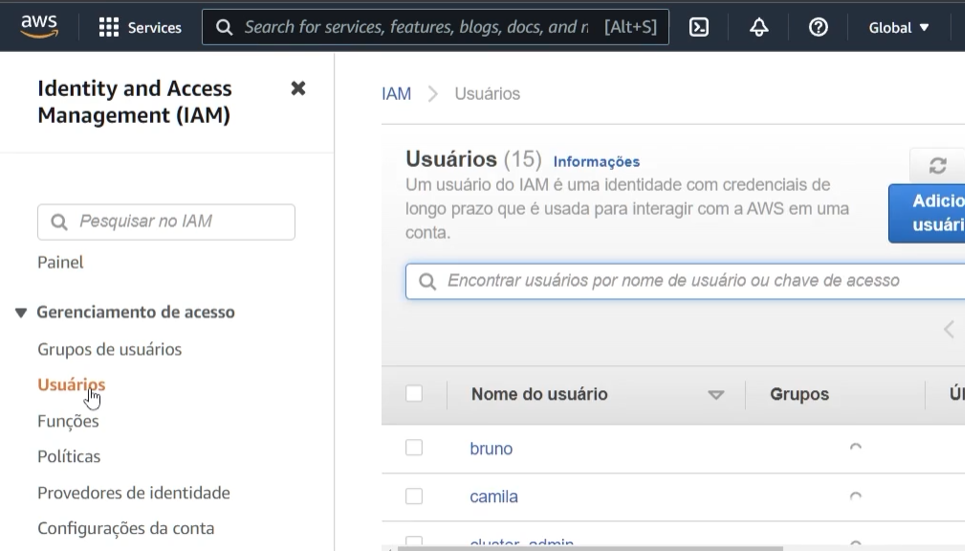 aws
Services
Search for services, features, blogs, docs, and n
[Alt+S]
Global
Identity and Access
Management (IAM)
Pesquisar no IAM
Painel
Gerenciamento de acesso
Grupos de usuários
Usuários
Funções
Políticas
Provedores de identidade
Configurações da conta
IAM > Usuários
Usuários (15) Informações
Um usuário do IAM é uma identidade com credenciais de
longo prazo que é usada para interagir com a AWS em uma
conta.
Adicio
usuári
Encontrar usuários por nome de usuário ou chave de acesso
Nome do usuário
Grupos
Úl
bruno
camila
cluster_admin